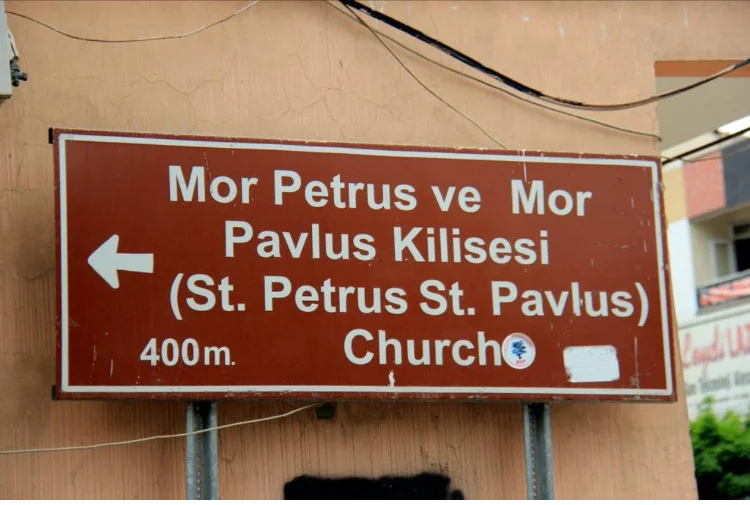 Mor Petrus ve Mor
Pavlus Kilisesi
(St. Petrus St. Pavlus)
400m. Church